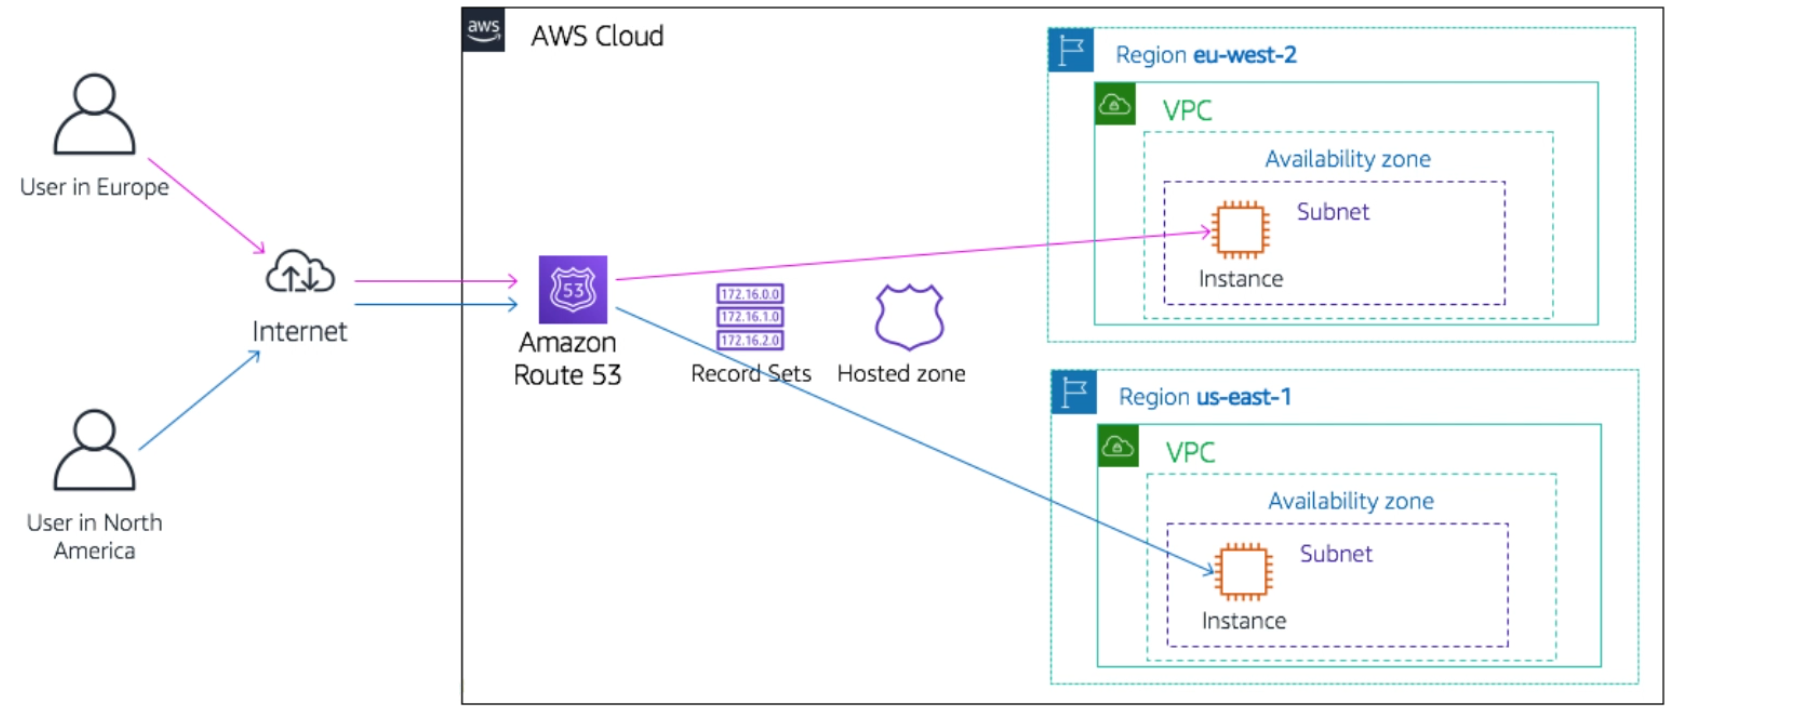 aws
AWS Cloud
User in Europe
Internet
User in North
America
53
Amazon
Route 53
172.16.0.0
172.16.1.0
172.16.2.0
Record Sets
Hosted zone
Region eu-west-2
VPC
Availability zone
Subnet
Instance
Region us-east-1
VPC
Availability zone
Subnet
Instance